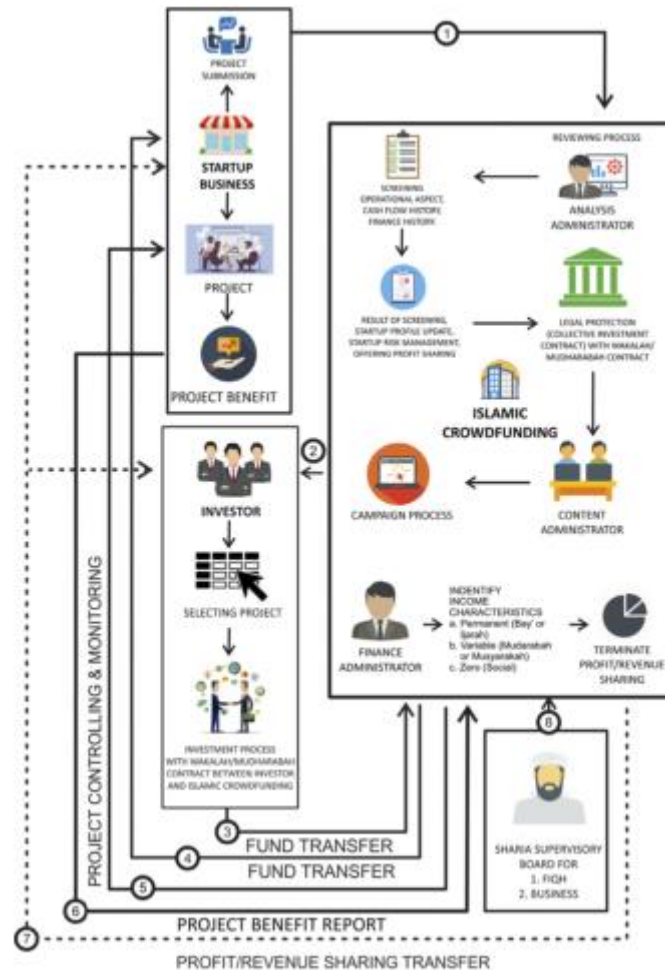 1
PROJECT
SUBMISSION
STARTUP
BUSINESS
PROJECT
PROJECT BENEFIT
REVIEWING PROCESS
ANALYSIS
ADMINISTRATOR
SCREENING
OPERATIONAL ASPECT,
CASH FLOW HISTORY,
FINANCE HISTORY
RESULT OF SCREENING,
STARTUP PROFILE UPDATE,
STARTUP RISK MANAGEMENT,
OFFERING PROFIT SHARING
LEGAL PROTECTION
(COLLECTIVE INVESTMENT
CONTRACT) WITH WAKALAH/
MUDHARABAH CONTRACT
ISLAMIC
CROWDFUNDING
CAMPAIGN PROCESS
CONTENT
ADMINISTRATOR
2
INVESTOR
SELECTING PROJECT
INVESTMENT PROCESS
WITH WAKALAH/MUDHARABAH
CONTRACT BETWEEN INVESTOR
AND ISLAMIC CROWDFUNDING
FINANCE
ADMINISTRATOR
INDENTIFY
INCOME
CHARACTERISTICS
a. Permanent (Bay' or
Ijarah)
b. Variable (Mudarabah
or Musyarakah)
c. Zero (Social)
TERMINATE
PROFIT/REVENUE
SHARING
8
SHARIA SUPERVISORY
BOARD FOR
1. FIQH
2. BUSINESS
PROJECT CONTROLLING & MONITORING
3
FUND TRANSFER
4
FUND TRANSFER
5
6
PROJECT BENEFIT REPORT
7
PROFIT/REVENUE SHARING TRANSFER